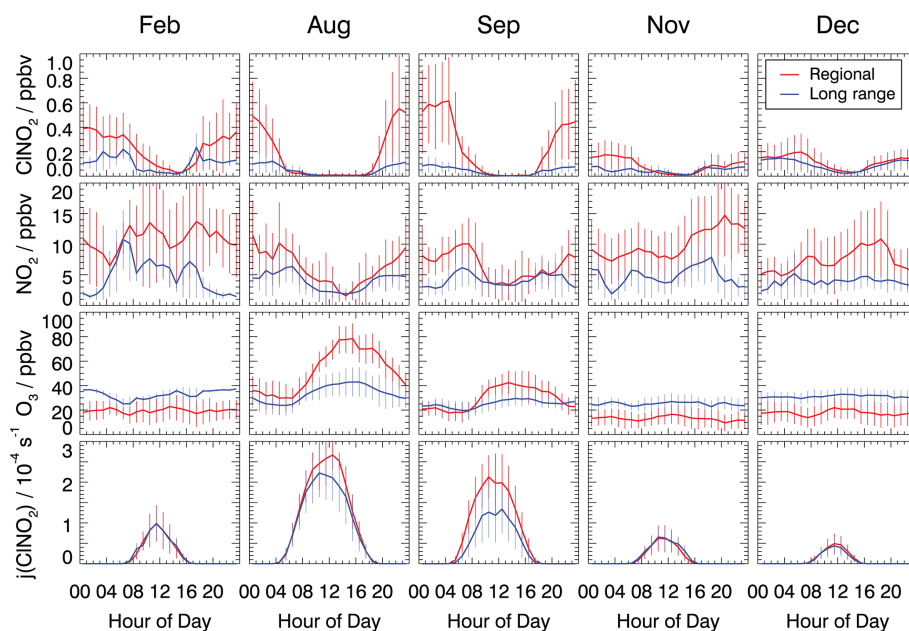 Feb Aug Sep Nov Dec
ClNO2 / ppbv
1.0
0.8
0.6
0.4
0.2
0.0
Regional
Long range
NO2 / ppbv
20
15
10
5
0
O3 / ppbv
100
80
60
40
20
0
j(ClNO2) / 10-4 s-1
3
2
1
0
00 04 08 12 16 20 00 04 08 12 16 20 00 04 08 12 16 20 00 04 08 12 16 20 00 04 08 12 16 20
Hour of Day Hour of Day Hour of Day Hour of Day Hour of Day